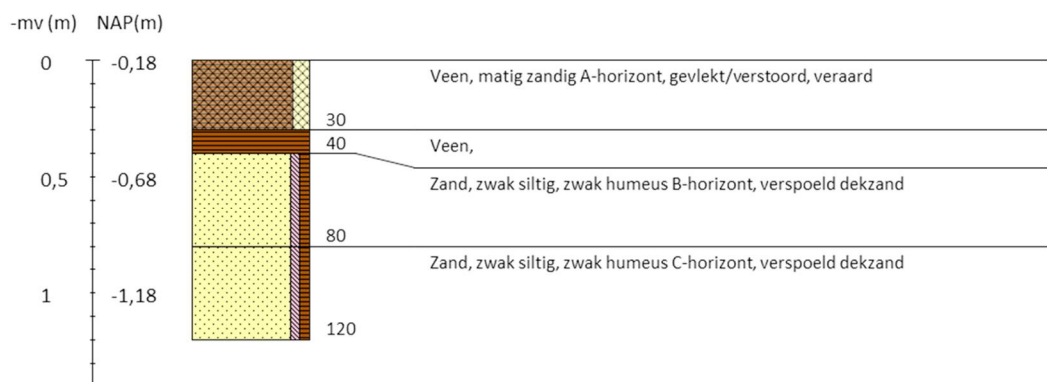 -mv (m) NAP(m)
0 -0,18
Veen, matig zandig A-horizont, gevlekt/verstoord, veraard
30
40
Veen,
0,5 -0,68
Zand, zwak siltig, zwak humeus B-horizont, verspoeld dekzand
80
Zand, zwak siltig, zwak humeus C-horizont, verspoeld dekzand
1 -1,18
120